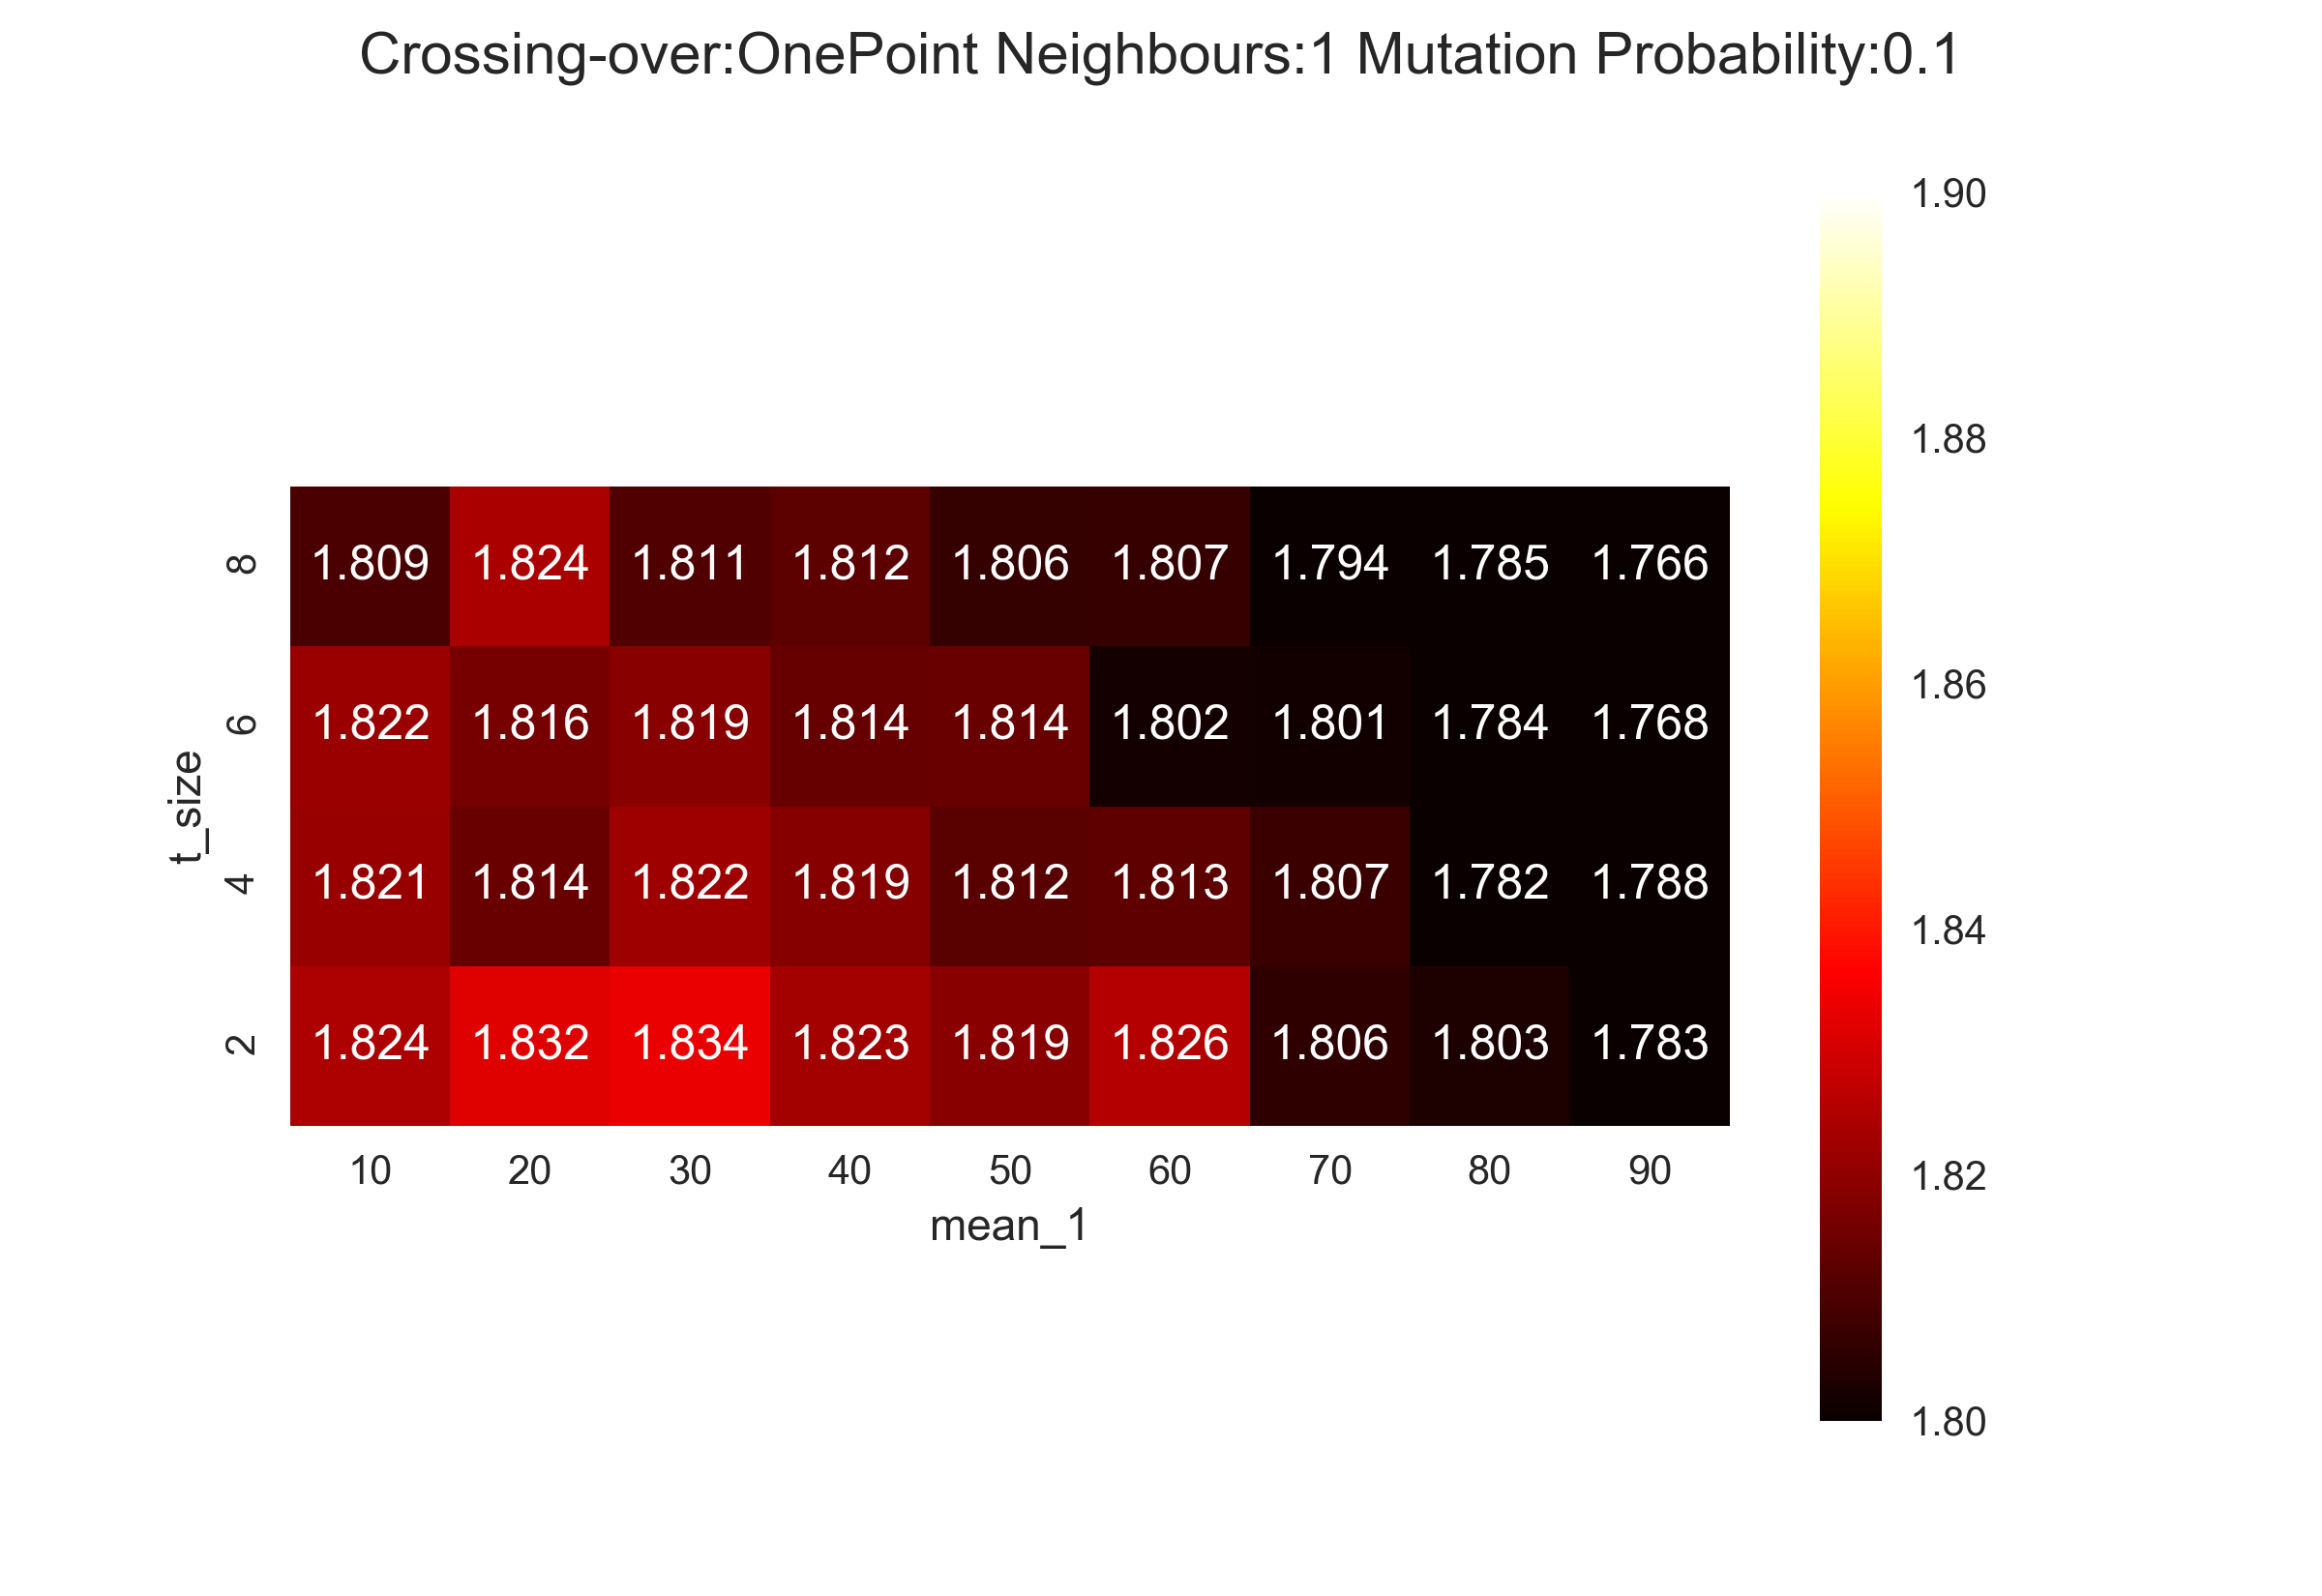 Crossing-over:OnePoint Neighbours:1 Mutation Probability:0.1
1.90
1.88
1.86
1.84
1.82
1.80
t_size
8 1.809 1.824 1.811 1.812 1.806 1.807 1.794 1.785 1.766
6 1.822 1.816 1.819 1.814 1.814 1.802 1.801 1.784 1.768
4 1.821 1.814 1.822 1.819 1.812 1.813 1.807 1.782 1.788
2 1.824 1.832 1.834 1.823 1.819 1.826 1.806 1.803 1.783
10 20 30 40 50 60 70 80 90
mean_1